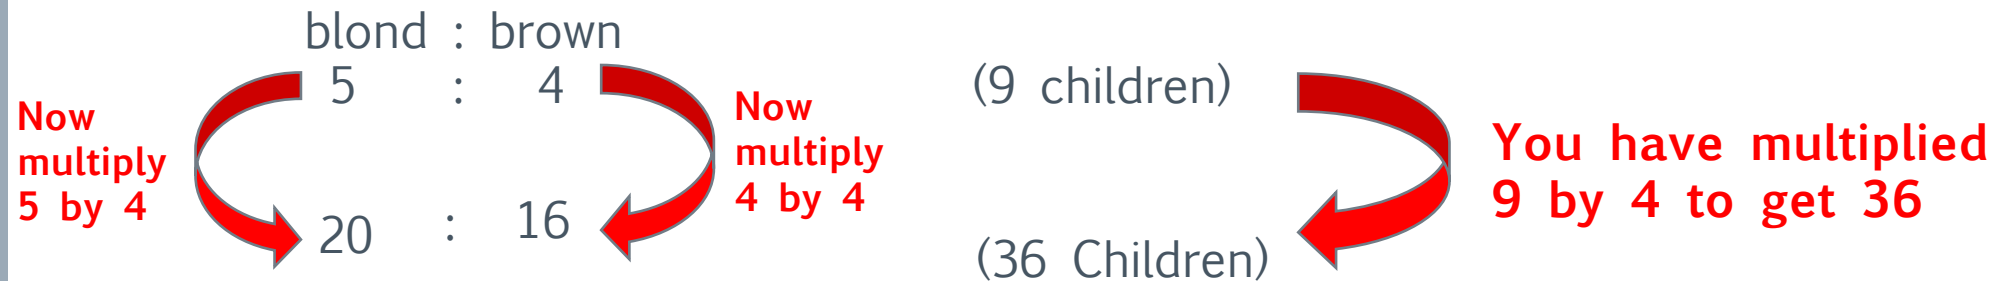 blond : brown
5 : 4 (9 children)
Now
multiply
5 by 4
Now
multiply
4 by 4
You have multiplied
9 by 4 to get 36
20 : 16
(36 Children)